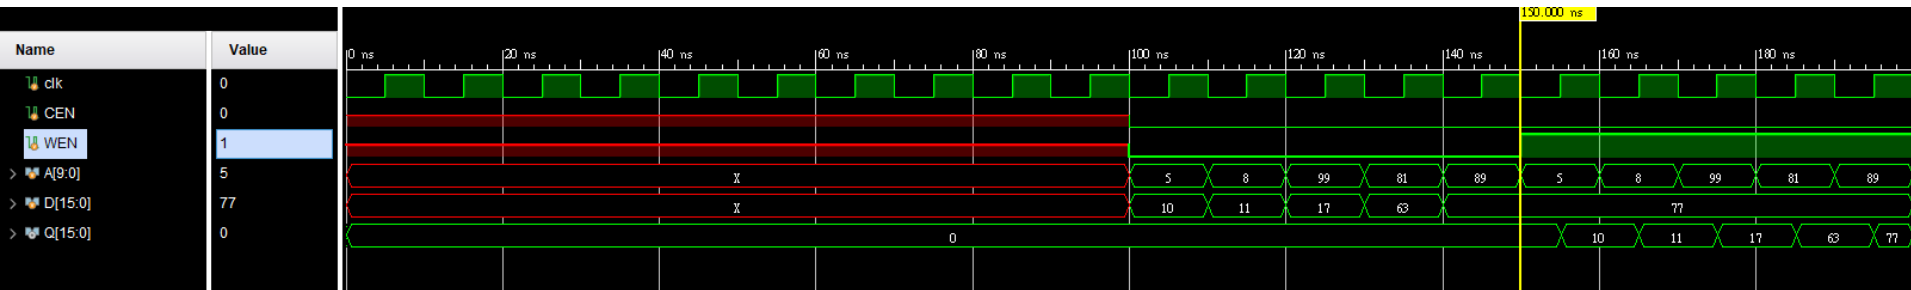 150.000 ns
Name Value
0 ns 20 ns 40 ns 60 ns 80 ns 100 ns 120 ns 140 ns 160 ns 180 ns
clk 0
CEN 0
WEN 1
> A[9:0] 5 X 5 8 99 81 89 5 8 99 81 89
> D[15:0] 77 X 10 11 17 63 77
> Q[15:0] 0 0 10 11 17 63 77